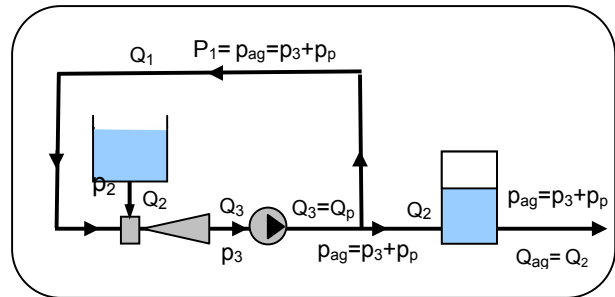 Q₁
P₁= pₐg=p₃+pₚ
p₂
Q₂
Q₃
Q₃=Qₚ
Q₂
pₐg=p₃+pₚ
p₃
pₐg=p₃+pₚ
Qₐg= Q₂